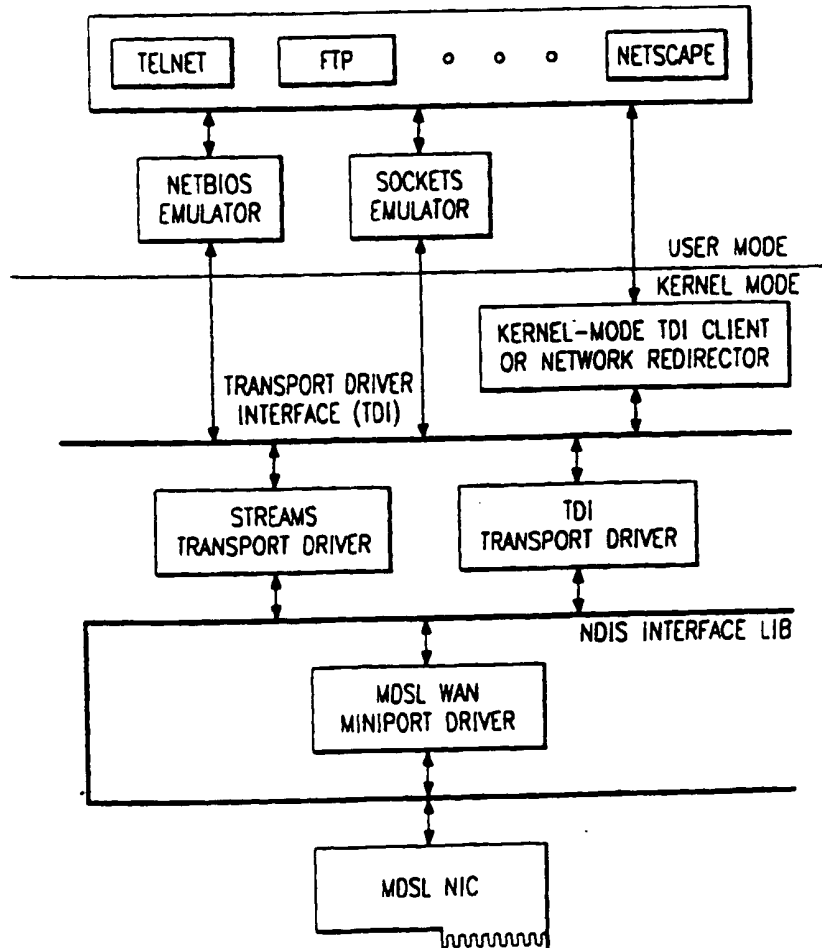 TELNET
FTP
NETSCAPE
NETBIOS
EMULATOR
SOCKETS
EMULATOR
USER MODE
KERNEL MODE
KERNEL-MODE TDI CLIENT
OR NETWORK REDIRECTOR
TRANSPORT DRIVER
INTERFACE (TDI)
STREAMS
TRANSPORT DRIVER
TDI
TRANSPORT DRIVER
NDIS INTERFACE LIB
MDSL WAN
MINIPORT DRIVER
MDSL NIC